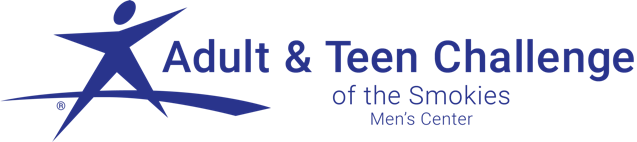 Adult & Teen Challenge
of the Smokies
Men's Center
®